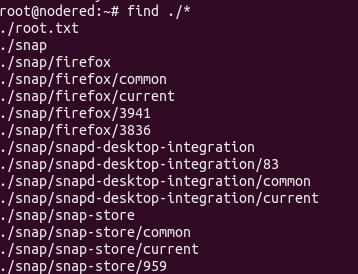 root@nodered:~# find ./*
./root.txt
./snap
./snap/firefox
./snap/firefox/common
./snap/firefox/current
./snap/firefox/3941
./snap/firefox/3836
./snap/snapd-desktop-integration
./snap/snapd-desktop-integration/83
./snap/snapd-desktop-integration/common
./snap/snapd-desktop-integration/current
./snap/snap-store
./snap/snap-store/common
./snap/snap-store/current
./snap/snap-store/959